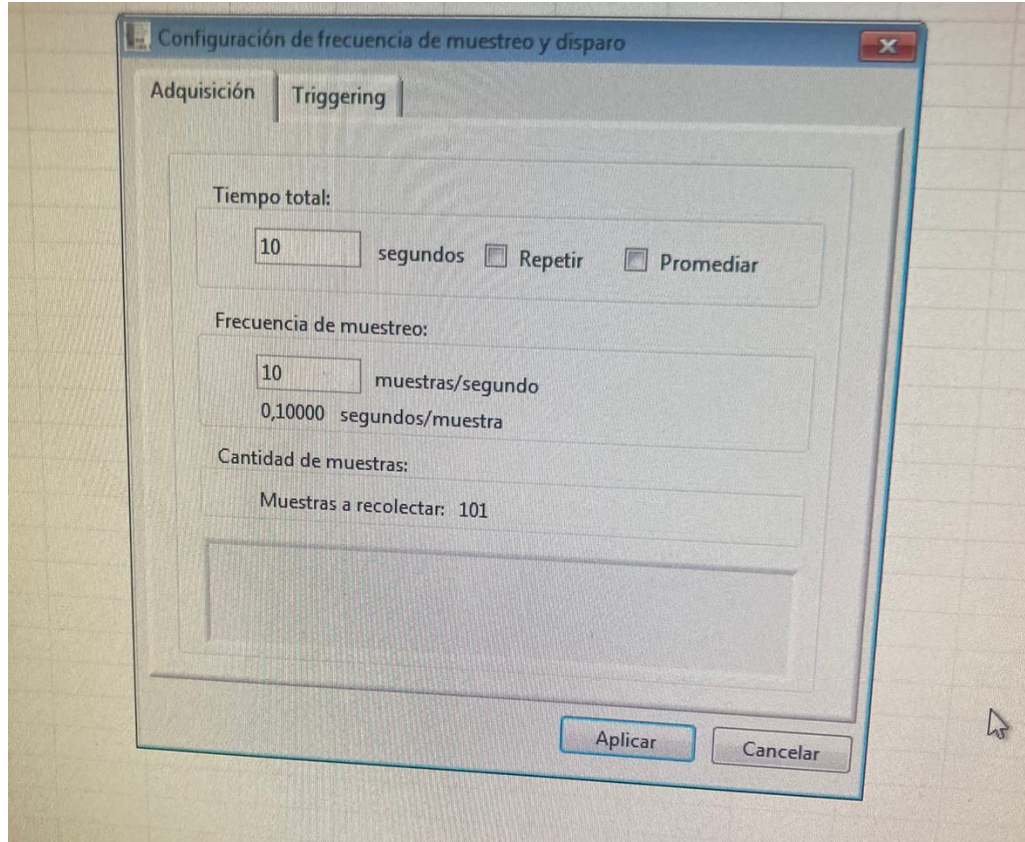 Configuración de frecuencia de muestreo y disparo
Adquisición Triggering
Tiempo total:
10 segundos Repetir Promediar
Frecuencia de muestreo:
10 muestras/segundo
0,10000 segundos/muestra
Cantidad de muestras:
Muestras a recolectar: 101
Aplicar Cancelar